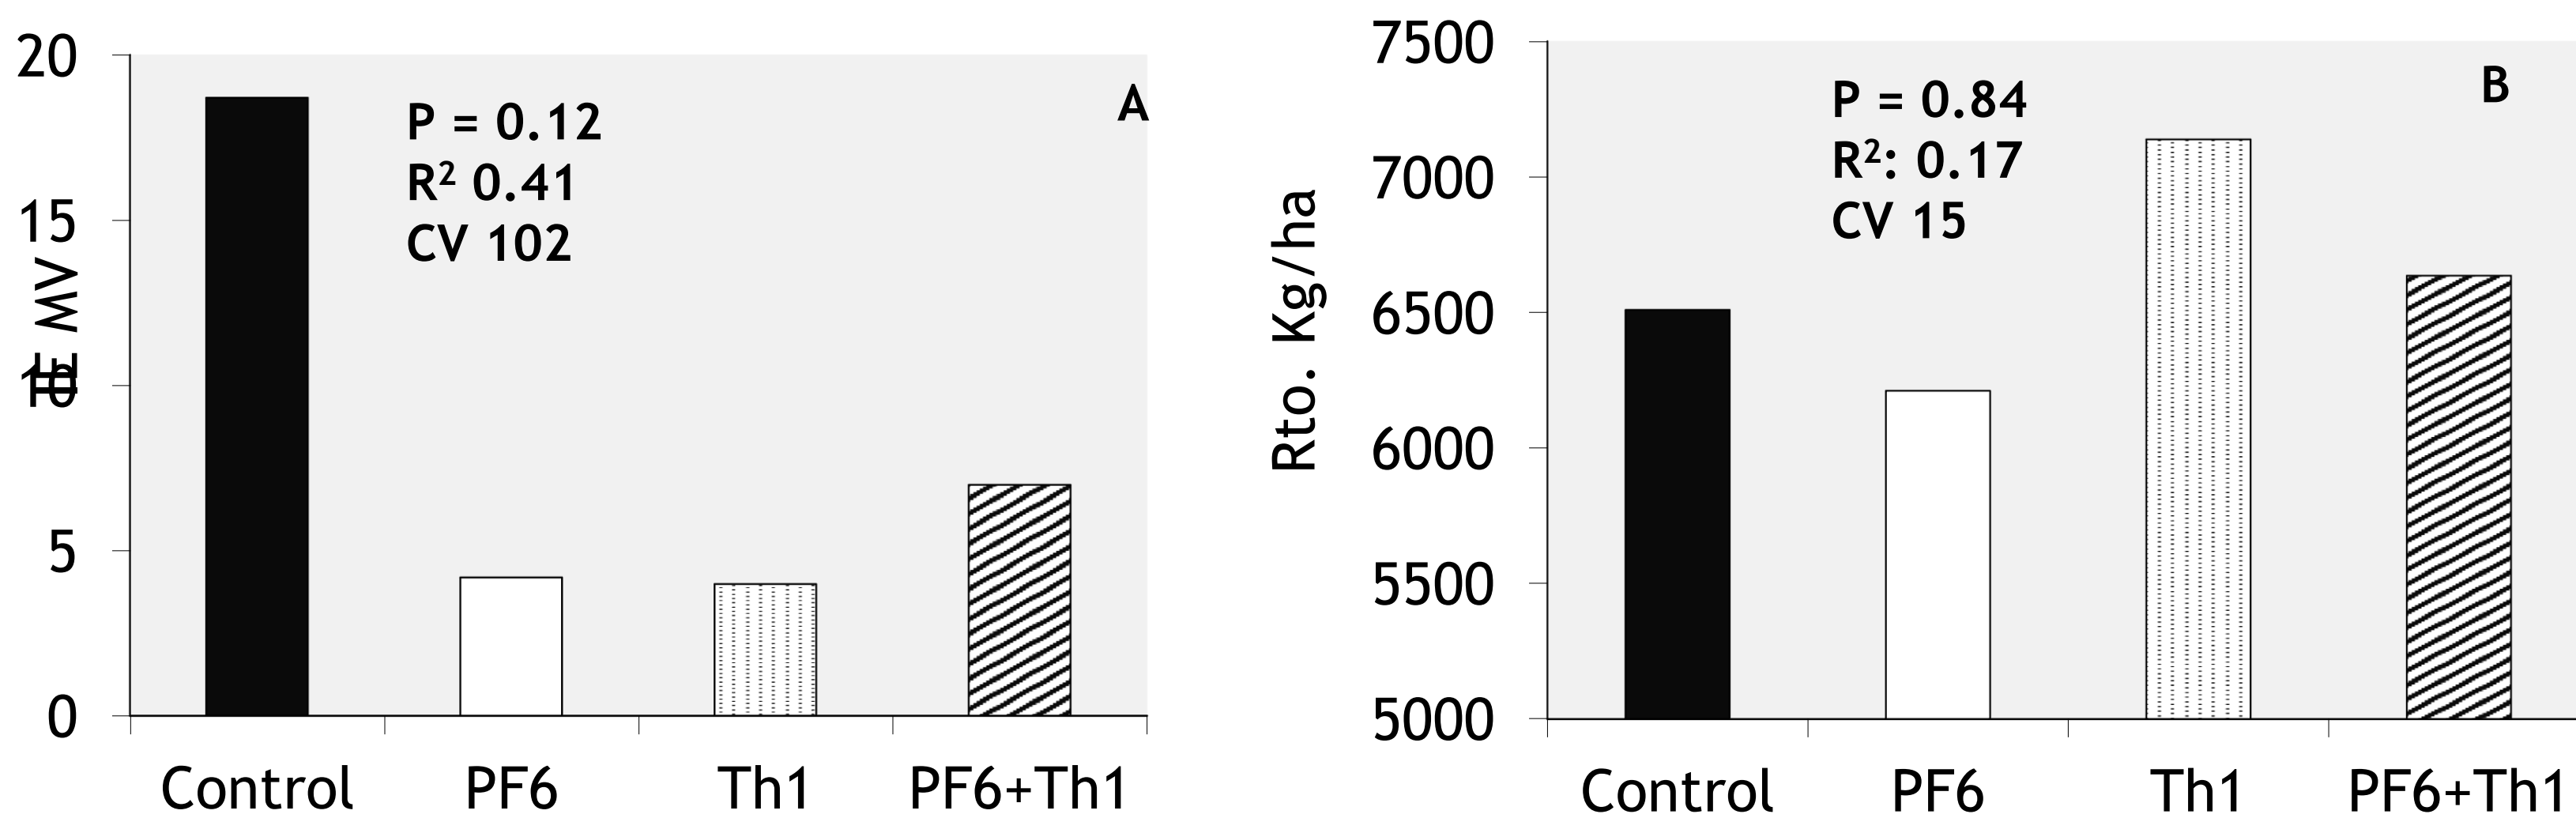 20
15
10
5
0
IE MV
A
P = 0.12
R² 0.41
CV 102
Control PF6 Th1 PF6+Th1
7500
7000
6500
6000
5500
5000
Rto. Kg/ha
B
P = 0.84
R²: 0.17
CV 15
Control PF6 Th1 PF6+Th1